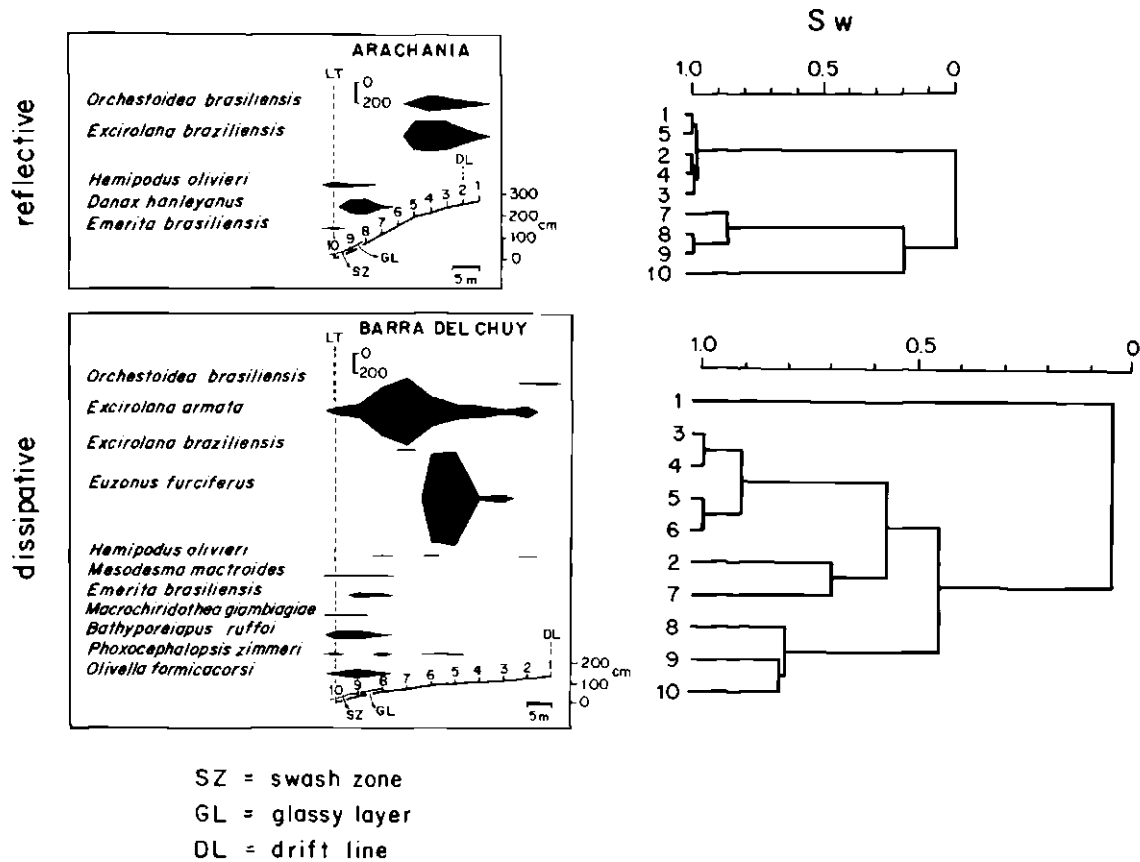 reflective
ARACHANIA
LT
0
200
Orchestoidea brasiliensis
Excirolana braziliensis
Hemipodus olivieri
Donax hanleyanus
Emerita brasiliensis
DL
10 9 8 7 6 5 4 3 2 1
300
200
100 cm
0
SZ
GL
5 m
Sw
1.0 0.5 0
1
5
2
4
3
7
8
9
10
dissipative
BARRA DEL CHUY
LT
0
200
Orchestoidea brasiliensis
Excirolana armata
Excirolana braziliensis
Euzonus furciferus
Hemipodus olivieri
Mesodesma mactroides
Emerita brasiliensis
Macrochiridothea giambiagiae
Bathyporeiapus ruffoi
Phoxocephalopsis zimmeri
Olivella formicacorsi
DL
10 9 8 7 6 5 4 3 2 1
200 cm
100
0
SZ
GL
5 m
1.0 0.5 0
1
3
4
5
6
2
7
8
9
10
SZ = swash zone
GL = glassy layer
DL = drift line